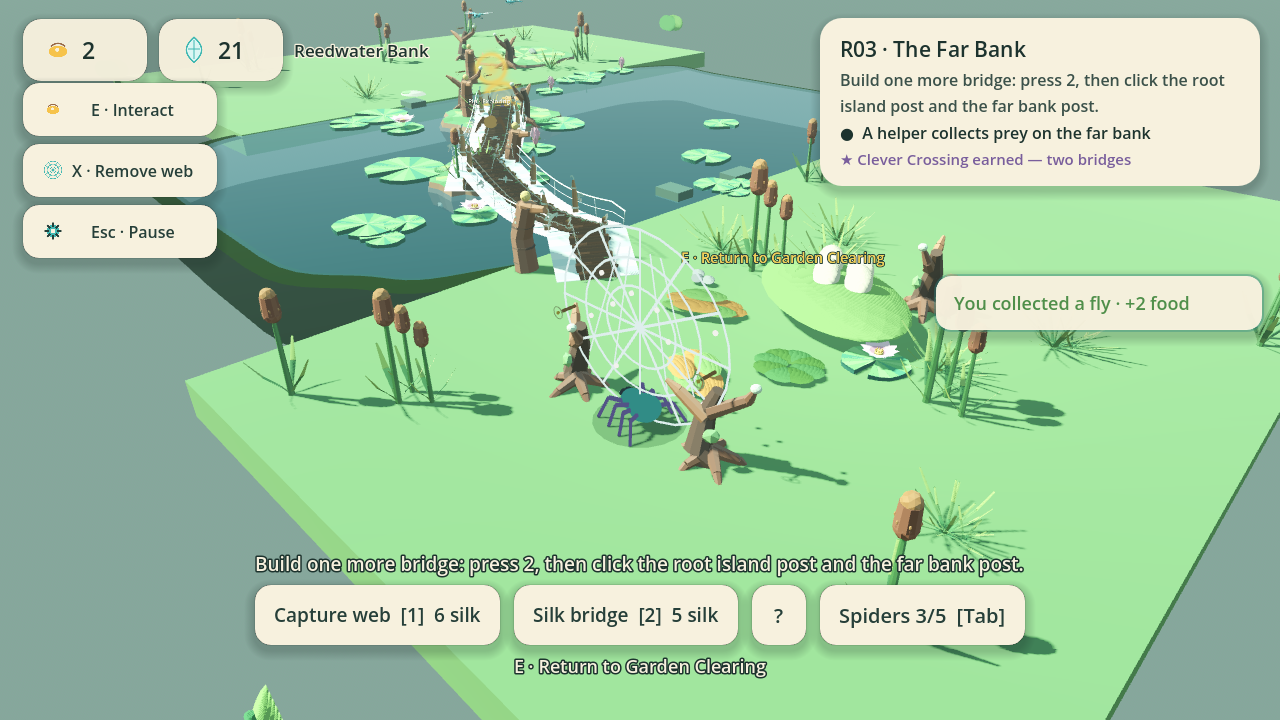 2
21
Reedwater Bank
E · Interact
X · Remove web
Esc · Pause
R03 · The Far Bank
Build one more bridge: press 2, then click the root
island post and the far bank post.
● A helper collects prey on the far bank
★ Clever Crossing earned — two bridges
E · Return to Garden Clearing
You collected a fly · +2 food
Build one more bridge: press 2, then click the root island post and the far bank post.
Capture web [1] 6 silk
Silk bridge [2] 5 silk
?
Spiders 3/5 [Tab]
E · Return to Garden Clearing